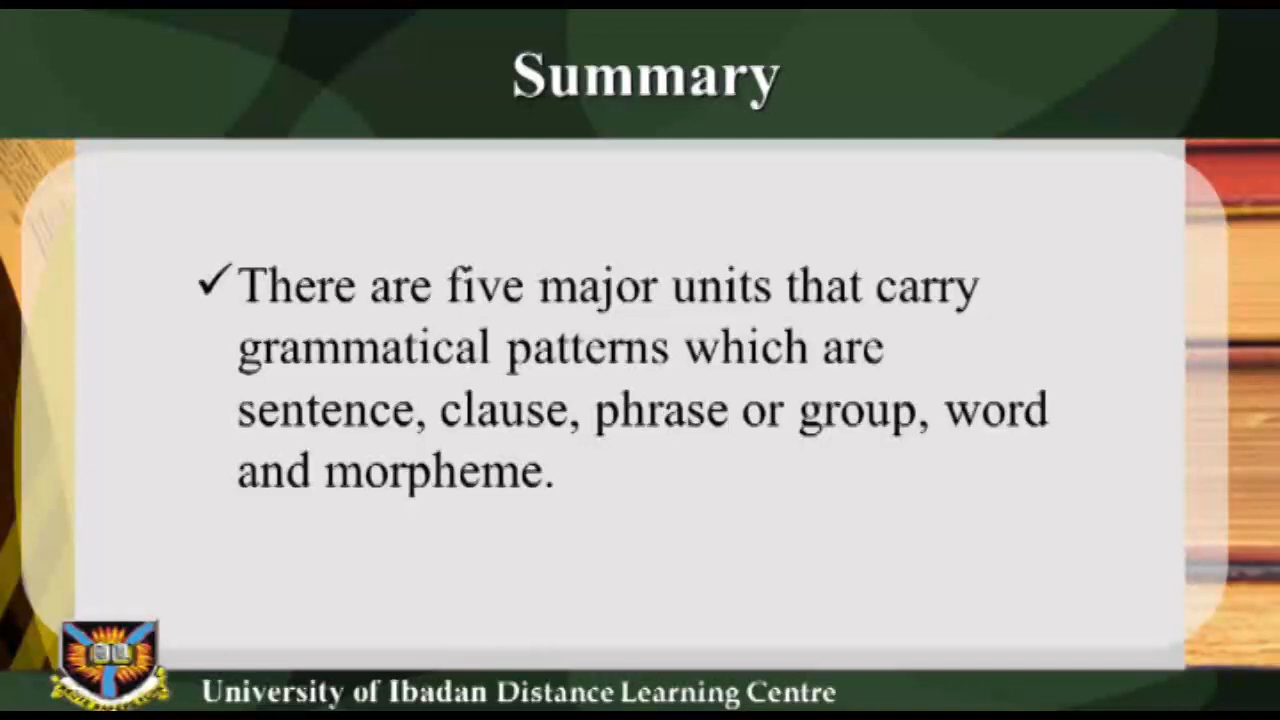 Summary
✓There are five major units that carry
grammatical patterns which are
sentence, clause, phrase or group, word
and morpheme.
University of Ibadan Distance Learning Centre